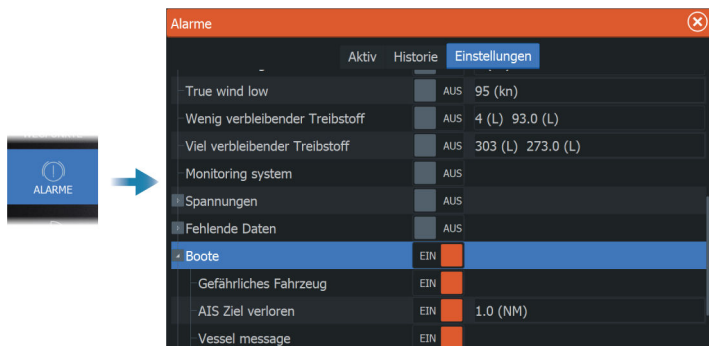 Alarme
Aktiv Historie Einstellungen
True wind low AUS 95 (kn)
Wenig verbleibender Treibstoff AUS 4 (L) 93.0 (L)
Viel verbleibender Treibstoff AUS 303 (L) 273.0 (L)
Monitoring system AUS
Spannungen AUS
Fehlende Daten AUS
Boote EIN
Gefährliches Fahrzeug EIN
AIS Ziel verloren EIN 1.0 (NM)
Vessel message EIN
ALARME